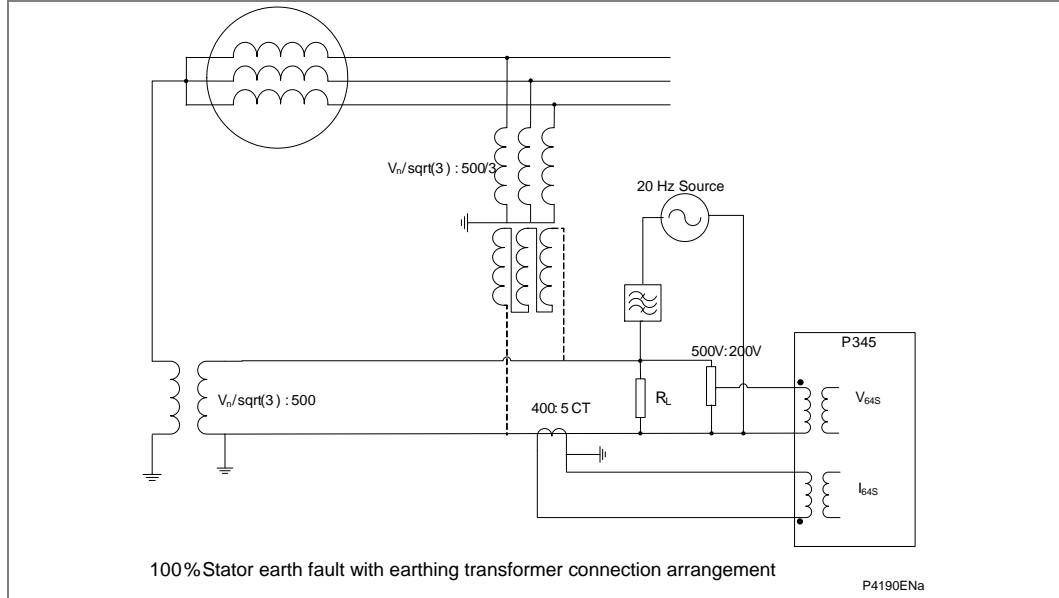 Vn/sqrt(3) : 500/3
20 Hz Source
P345
500V:200V
Vn/sqrt(3) : 500
RL
V64S
400:5 CT
I64S
100%Stator earth fault with earthing transformer connection arrangement
P4190ENa